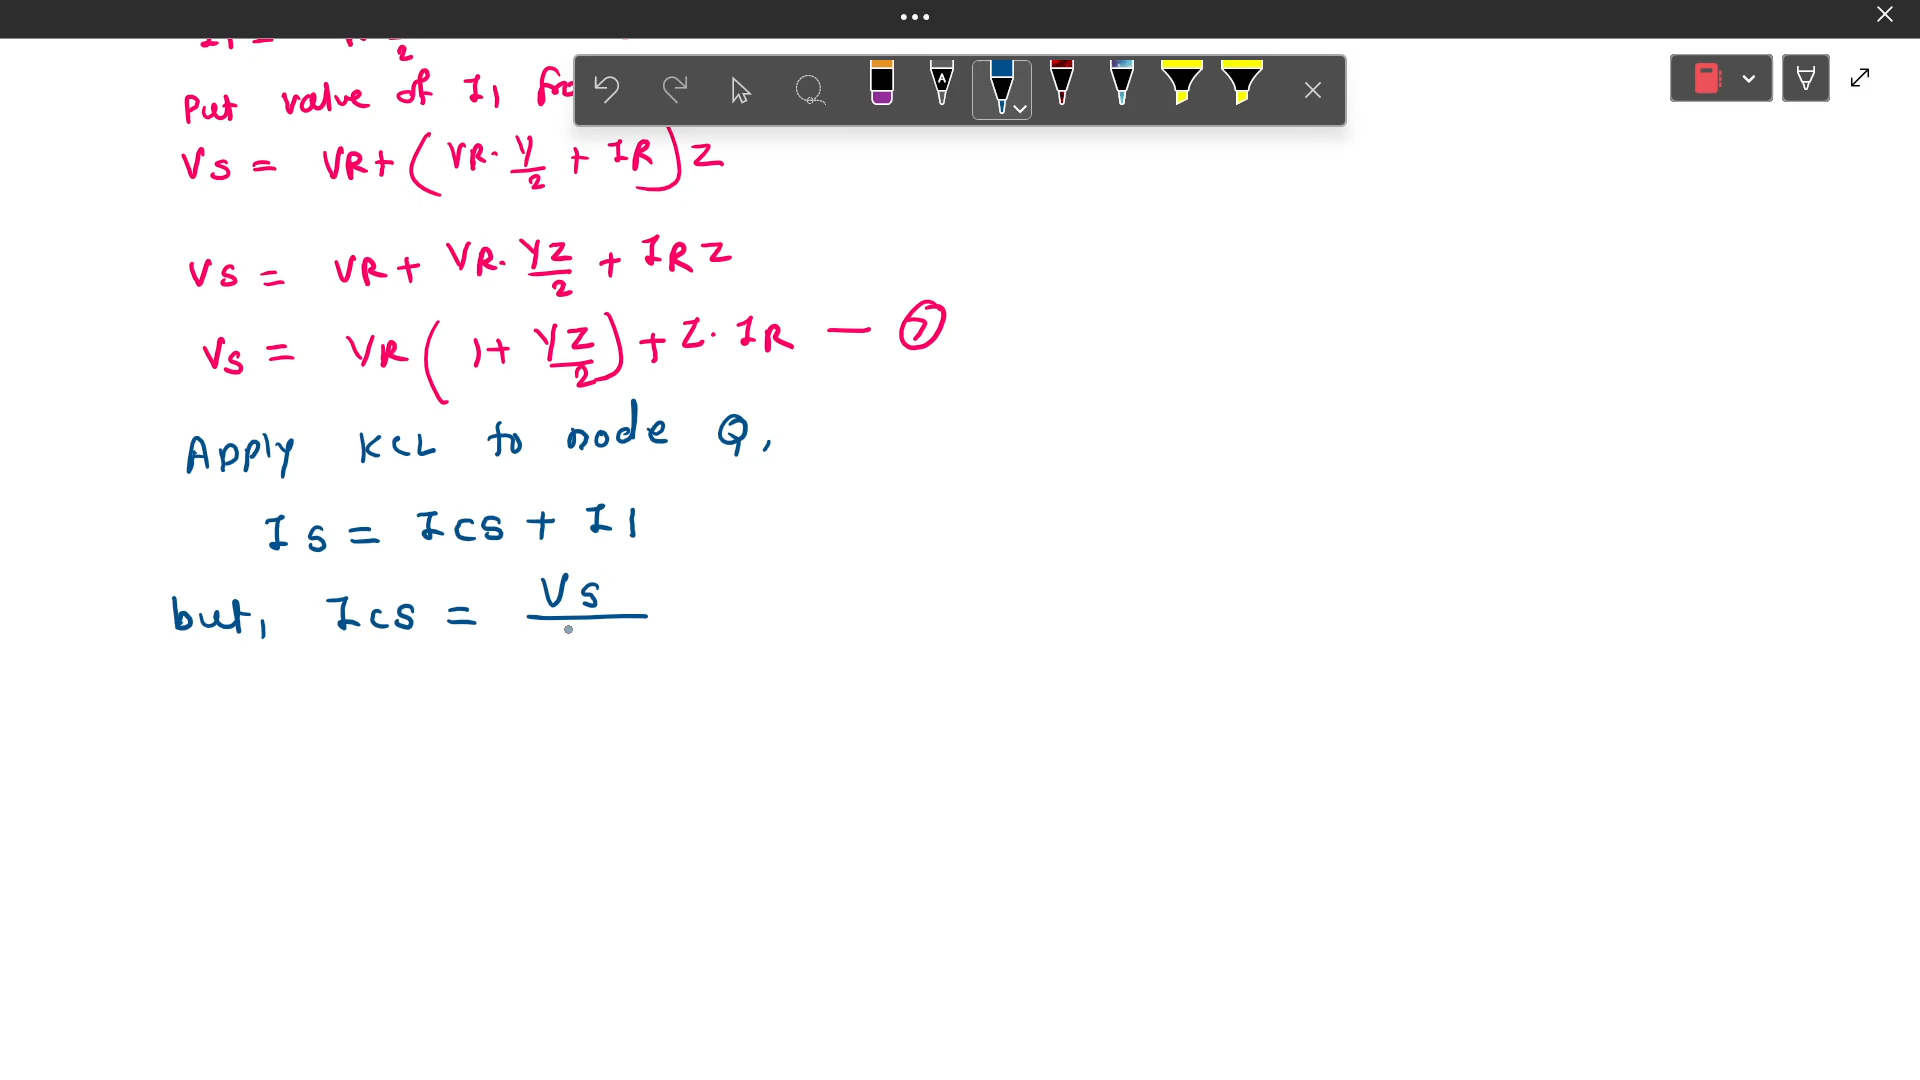 Put value of I1
VS = VR + (VR. Y/2 + IR) Z
VS = VR + VR. YZ/2 + IR Z
VS = VR (1 + YZ/2) + Z. IR — 7
Apply KCL to node Q,
IS = ICS + I1
but, ICS = VS